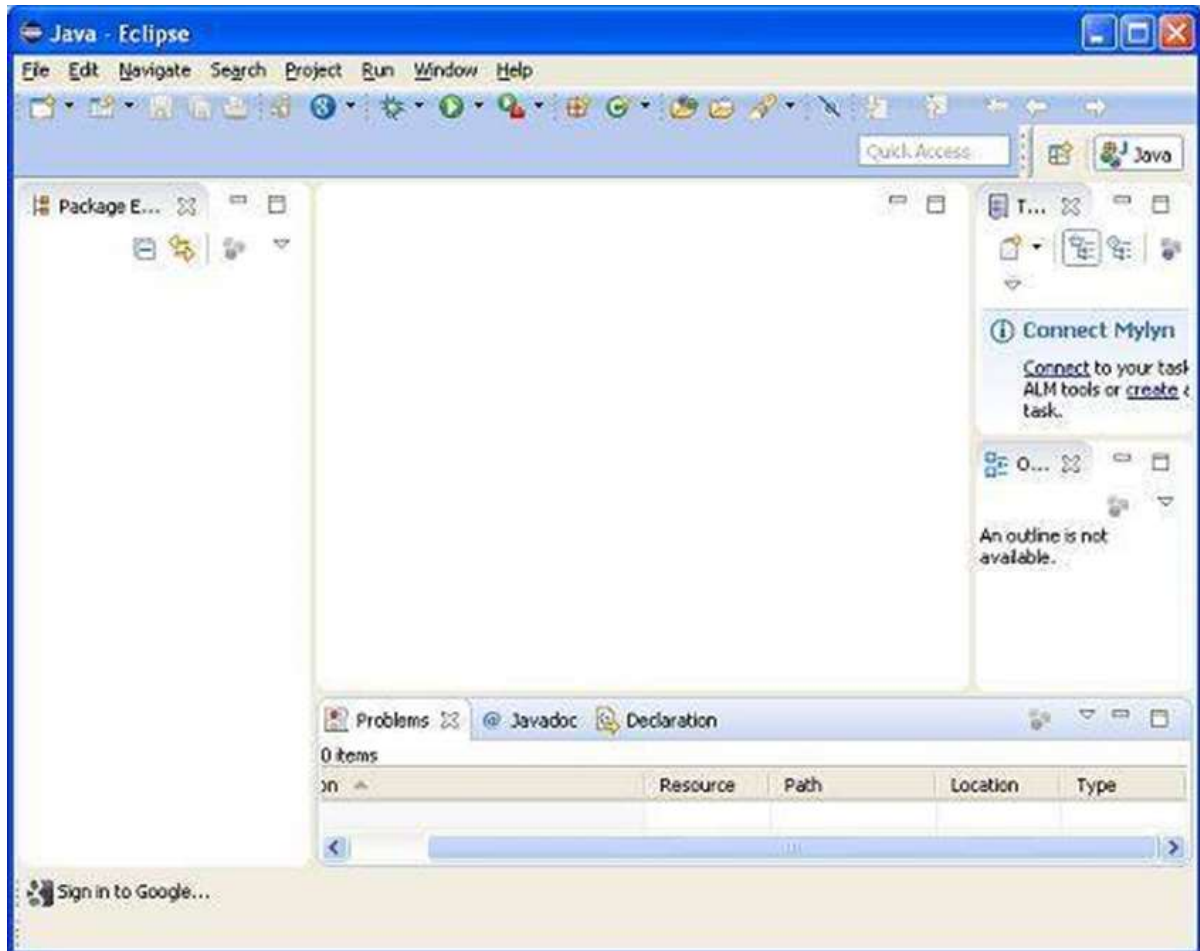 Java - Eclipse
File Edit Navigate Search Project Run Window Help
Quick Access
Java
Package E...
T...
Connect Mylyn
Connect to your task
ALM tools or create a
task.
O...
An outline is not
available.
Problems @ Javadoc Declaration
0 items
on Resource Path Location Type
Sign in to Google...